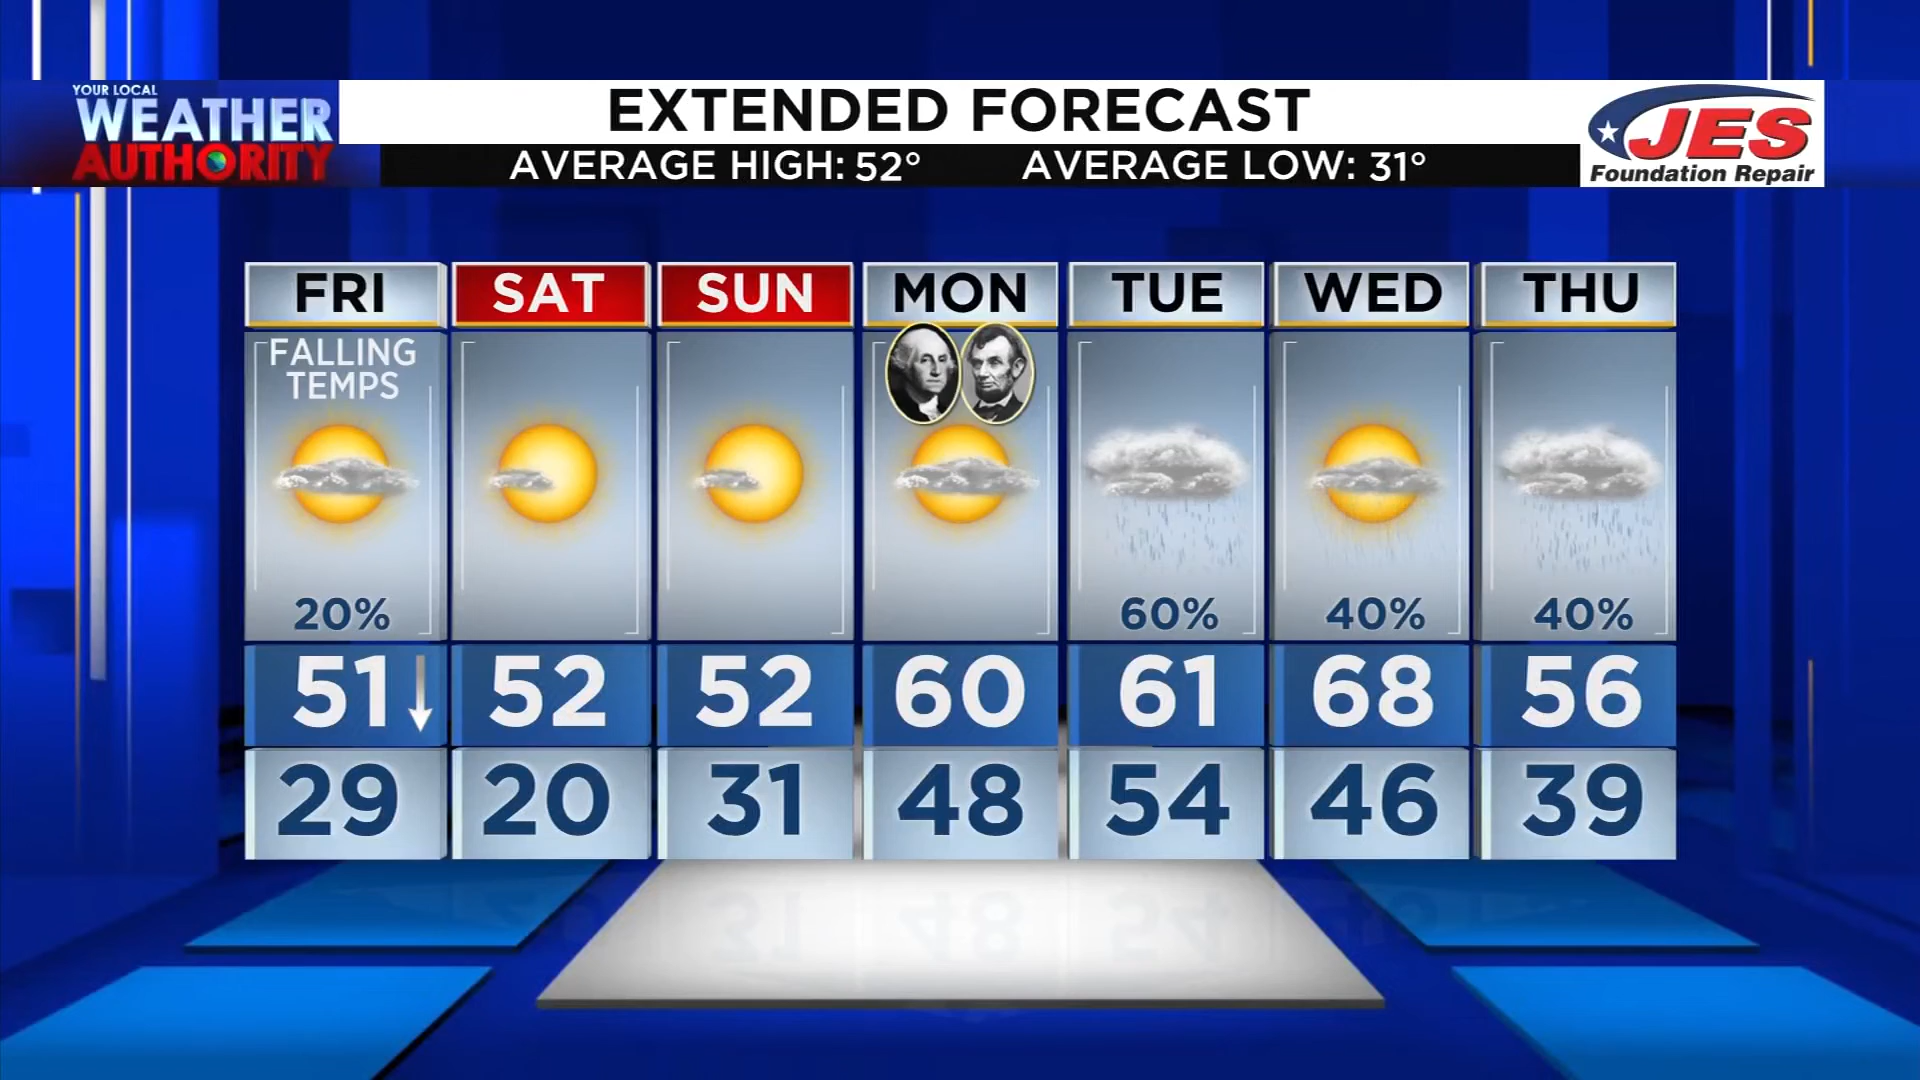 YOUR LOCAL
WEATHER
AUTHORITY
EXTENDED FORECAST
AVERAGE HIGH: 52° AVERAGE LOW: 31°
JES
Foundation Repair
FRI SAT SUN MON TUE WED THU
FALLING
TEMPS
20% 60% 40% 40%
51 52 52 60 61 68 56
29 20 31 48 54 46 39